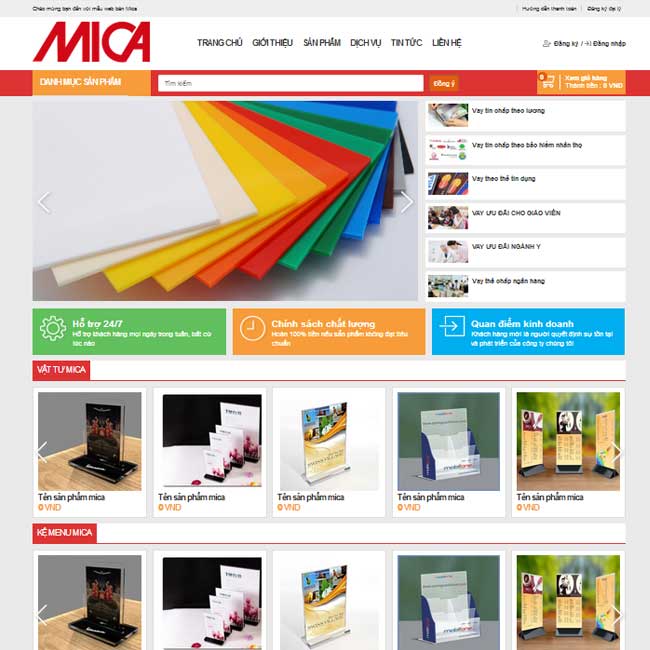 Chào mừng bạn đến với mẫu web bán Mica
Hướng dẫn thanh toán
Đăng ký đại lý
MICA
TRANG CHỦ GIỚI THIỆU SẢN PHẨM DỊCH VỤ TIN TỨC LIÊN HỆ
Đăng ký / Đăng nhập
DANH MỤC SẢN PHẨM
Tìm kiếm
Đồng ý
0
Xem giỏ hàng
Thành tiền : 0 VND
Vay tín chấp theo lương
Vay tín chấp theo bảo hiểm nhân thọ
Vay theo thẻ tín dụng
VAY ƯU ĐÃI CHO GIÁO VIÊN
VAY ƯU ĐÃI NGÀNH Y
Vay thế chấp ngân hàng
Hỗ trợ 24/7
Hỗ trợ khách hàng mọi ngày trong tuần, bất cứ
lúc nào
Chính sách chất lượng
Hoàn 100% tiền nếu sản phẩm không đạt tiêu
chuẩn
Quan điểm kinh doanh
Khách hàng mới là người quyết định sự tồn tại
và phát triển của công ty chúng tôi
VẬT TƯ MICA
mobifone
Tên sản phẩm mica
0 VND
Tên sản phẩm mica
0 VND
Tên sản phẩm mica
0 VND
Tên sản phẩm mica
0 VND
Tên sản phẩm mica
0 VND
KỆ MENU MICA
mobifone